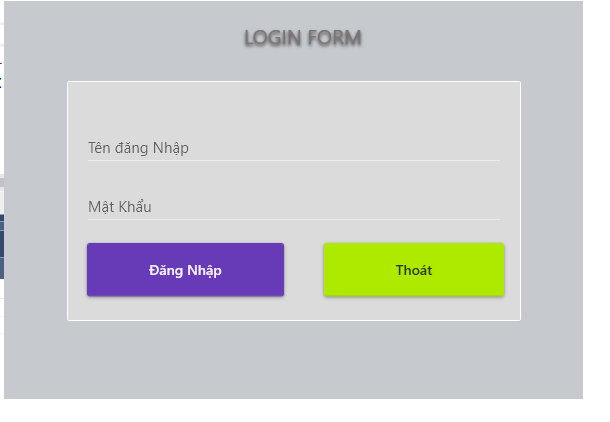 LOGIN FORM
Tên đăng Nhập
Mật Khẩu
Đăng Nhập
Thoát